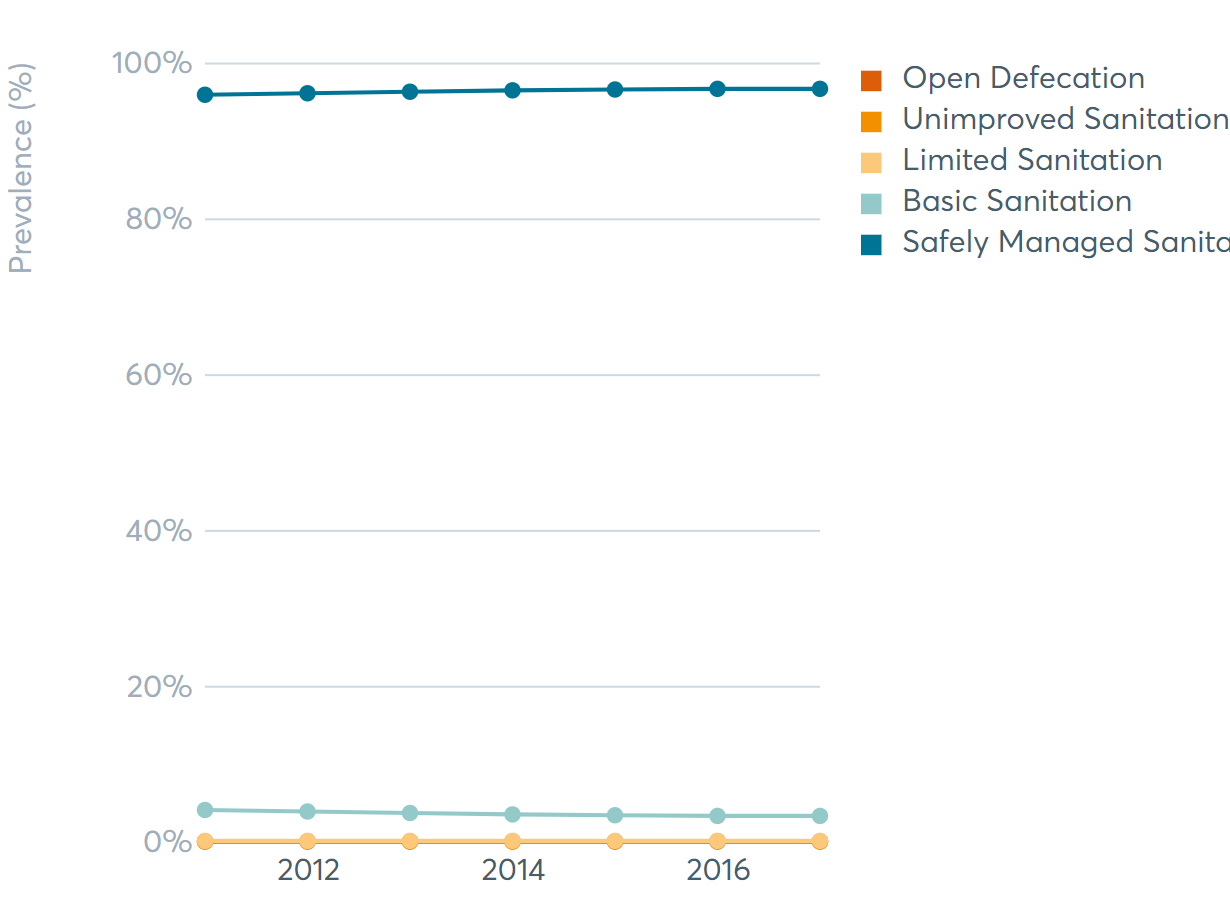 Prevalence (%)
100%
80%
60%
40%
20%
0%
2012
2014
2016
Open Defecation
Unimproved Sanitation
Limited Sanitation
Basic Sanitation
Safely Managed Sanita